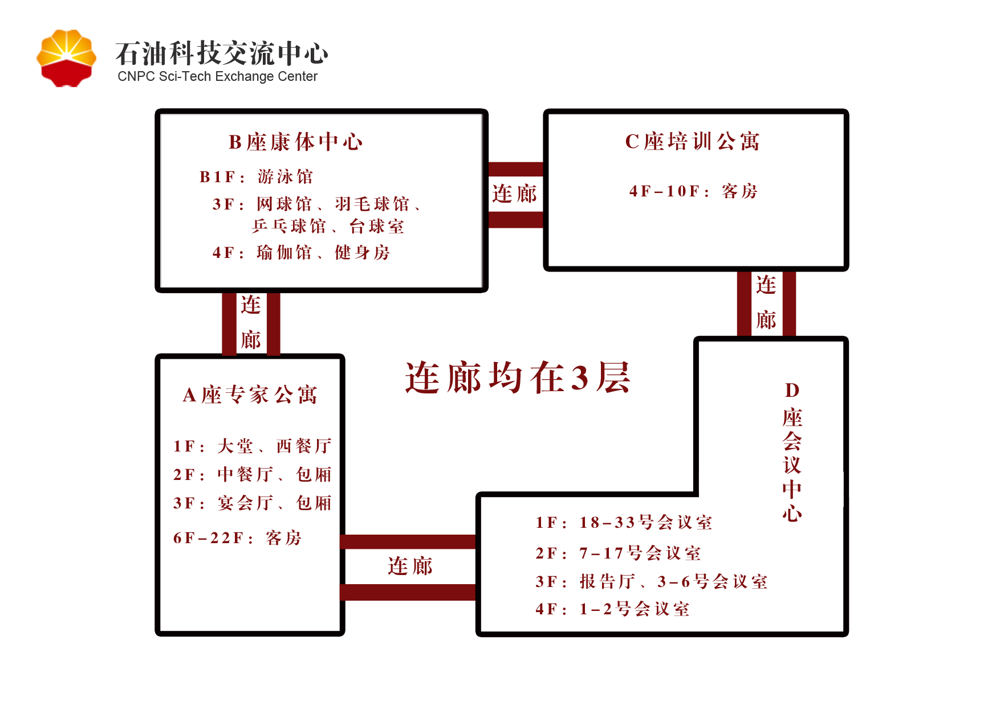 石油科技交流中心
CNPC Sci-Tech Exchange Center
B座康体中心
B1F：游泳馆
3F：网球馆、羽毛球馆、
乒乓球馆、台球室
4F：瑜伽馆、健身房
连廊
C座培训公寓
4F-10F：客房
连廊
连廊
连廊均在3层
A座专家公寓
1F：大堂、西餐厅
2F：中餐厅、包厢
3F：宴会厅、包厢
6F-22F：客房
连廊
D座会议中心
1F：18-33号会议室
2F：7-17号会议室
3F：报告厅、3-6号会议室
4F：1-2号会议室